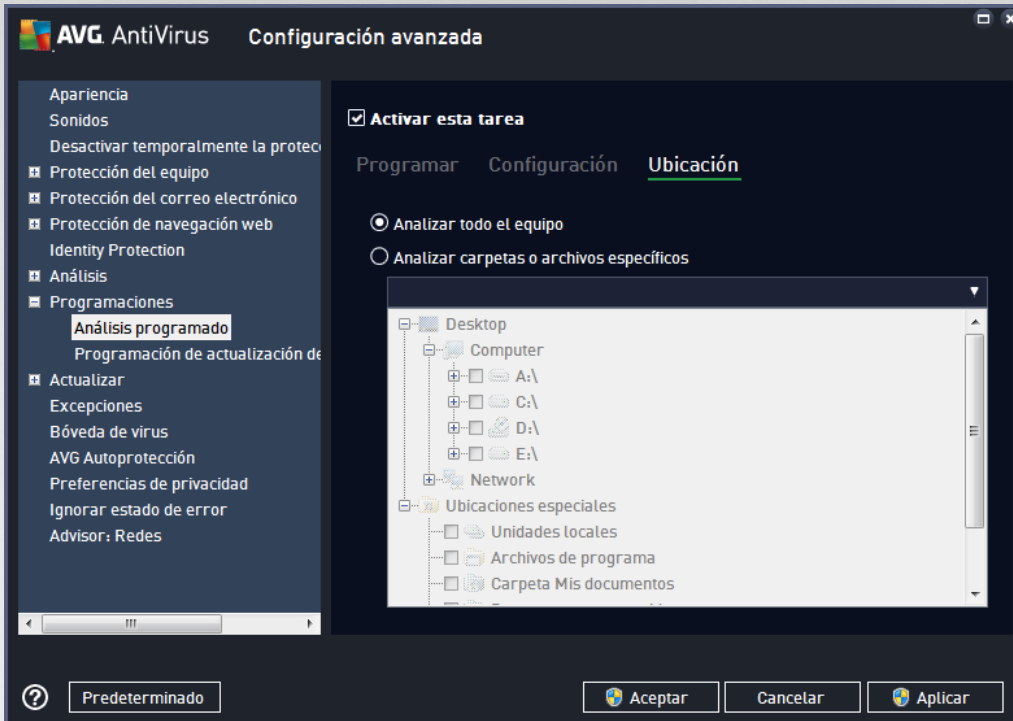 AVG. AntiVirus
Configuración avanzada
Apariencia
Sonidos
Desactivar temporalmente la
Protección del equipo
Protección del correo electrónico
Protección de navegación web
Identity Protection
Análisis
Programaciones
Análisis programado
Programación de actualización de
Actualizar
Excepciones
Bóveda de virus
AVG Autoprotección
Preferencias de privacidad
Ignorar estado de error
Advisor: Redes
Activar esta tarea
Programar Configuración Ubicación
Analizar todo el equipo
Analizar carpetas o archivos específicos
Desktop
Computer
A:\
C:\
D:\
E:\
Network
Ubicaciones especiales
Unidades locales
Archivos de programa
Carpeta Mis documentos
Predeterminado
Aceptar
Cancelar
Aplicar